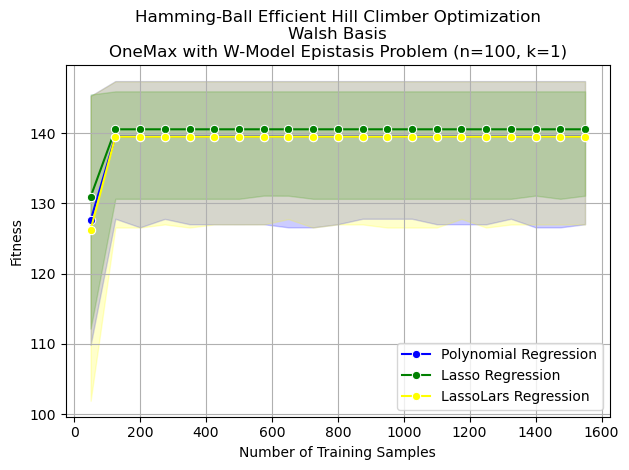 Hamming-Ball Efficient Hill Climber Optimization
Walsh Basis
OneMax with W-Model Epistasis Problem (n=100, k=1)
Fitness
140
130
120
110
100
Polynomial Regression
Lasso Regression
LassoLars Regression
0 200 400 600 800 1000 1200 1400 1600
Number of Training Samples